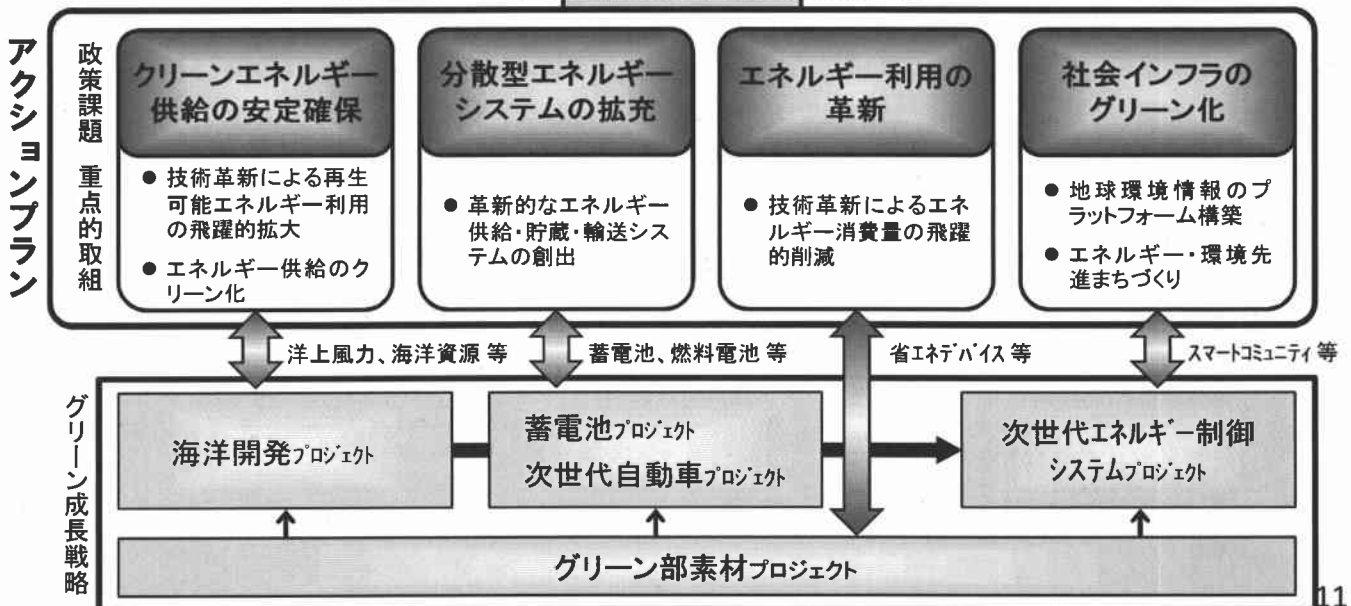 アクションプラン
政策課題 重点的取組
クリーンエネルギー
供給の安定確保
● 技術革新による再生
可能エネルギー利用
の飛躍的拡大
● エネルギー供給のク
リーン化
分散型エネルギー
システムの拡充
● 革新的なエネルギー
供給・貯蔵・輸送シス
テムの創出
エネルギー利用の
革新
● 技術革新によるエネ
ルギー消費量の飛躍
的削減
社会インフラの
グリーン化
● 地球環境情報のプ
ラットフォーム構築
● エネルギー・環境先
進まちづくり
洋上風力、海洋資源 等
蓄電池、燃料電池 等
省エネデバイス 等
スマートコミュニティ 等
グリーン成長戦略
海洋開発プロジェクト
蓄電池プロジェクト
次世代自動車プロジェクト
次世代エネルギー制御
システムプロジェクト
グリーン部素材プロジェクト
11